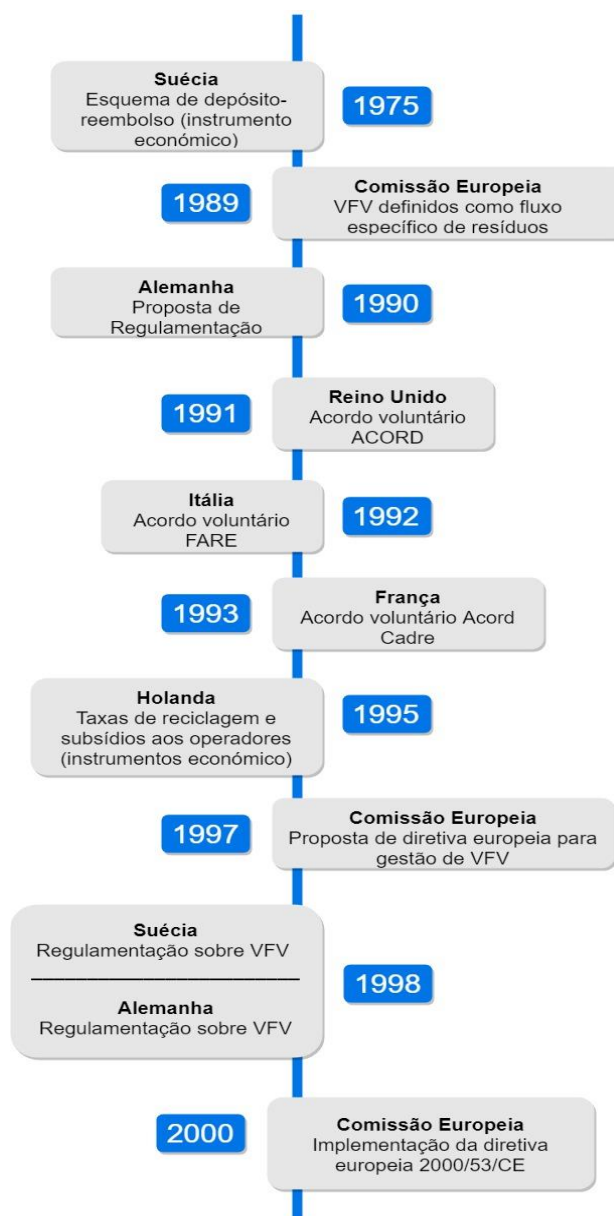 Suécia
Esquema de depósito-
reembolso (instrumento
económico)
1975
1989
Comissão Europeia
VFV definidos como fluxo
específico de resíduos
Alemanha
Proposta de
Regulamentação
1990
1991
Reino Unido
Acordo voluntário
ACORD
Itália
Acordo voluntário
FARE
1992
1993
França
Acordo voluntário Acord
Cadre
Holanda
Taxas de reciclagem e
subsídios aos operadores
(instrumentos económico)
1995
1997
Comissão Europeia
Proposta de diretiva europeia para
gestão de VFV
Suécia
Regulamentação sobre VFV
Alemanha
Regulamentação sobre VFV
1998
2000
Comissão Europeia
Implementação da diretiva
europeia 2000/53/CE